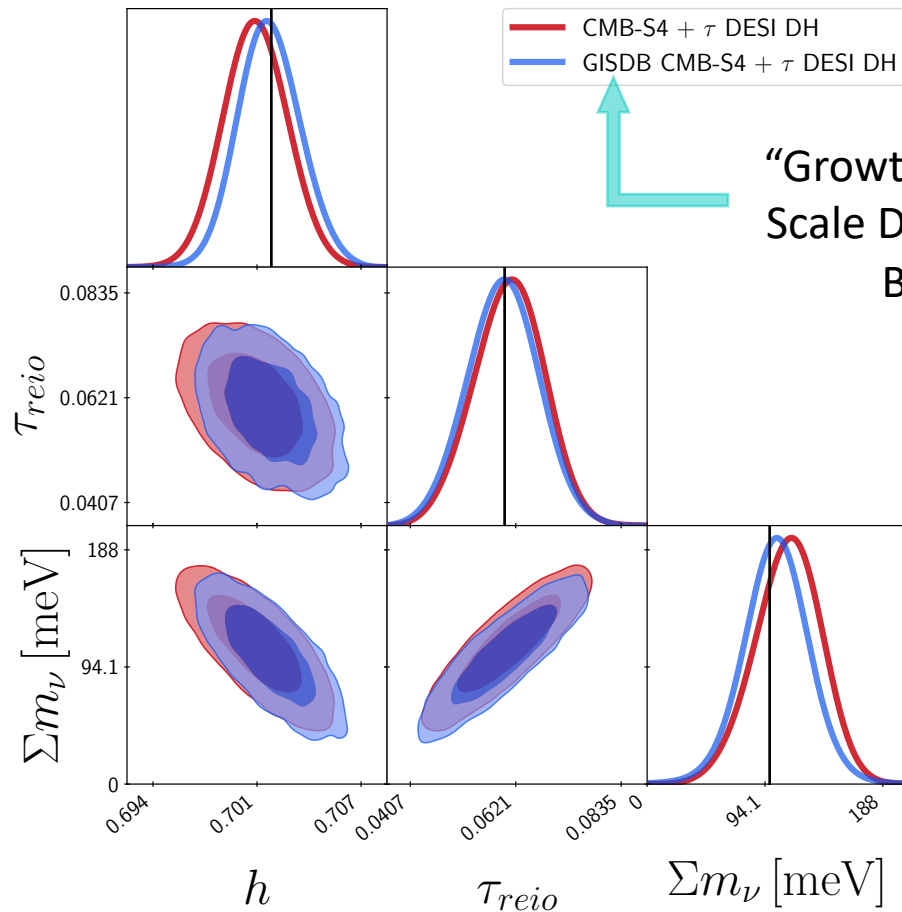 CMB-S4 + τ DESI DH
GISDB CMB-S4 + τ DESI DH
“Growt
Scale D
B
0.0835
0.0621
0.0407
τ_reio
188
94.1
0
Σm_ν [meV]
0.694
0.701
0.707
0.0407
0.0621
0.0835
0
94.1
188
h
τ_reio
Σm_ν [meV]